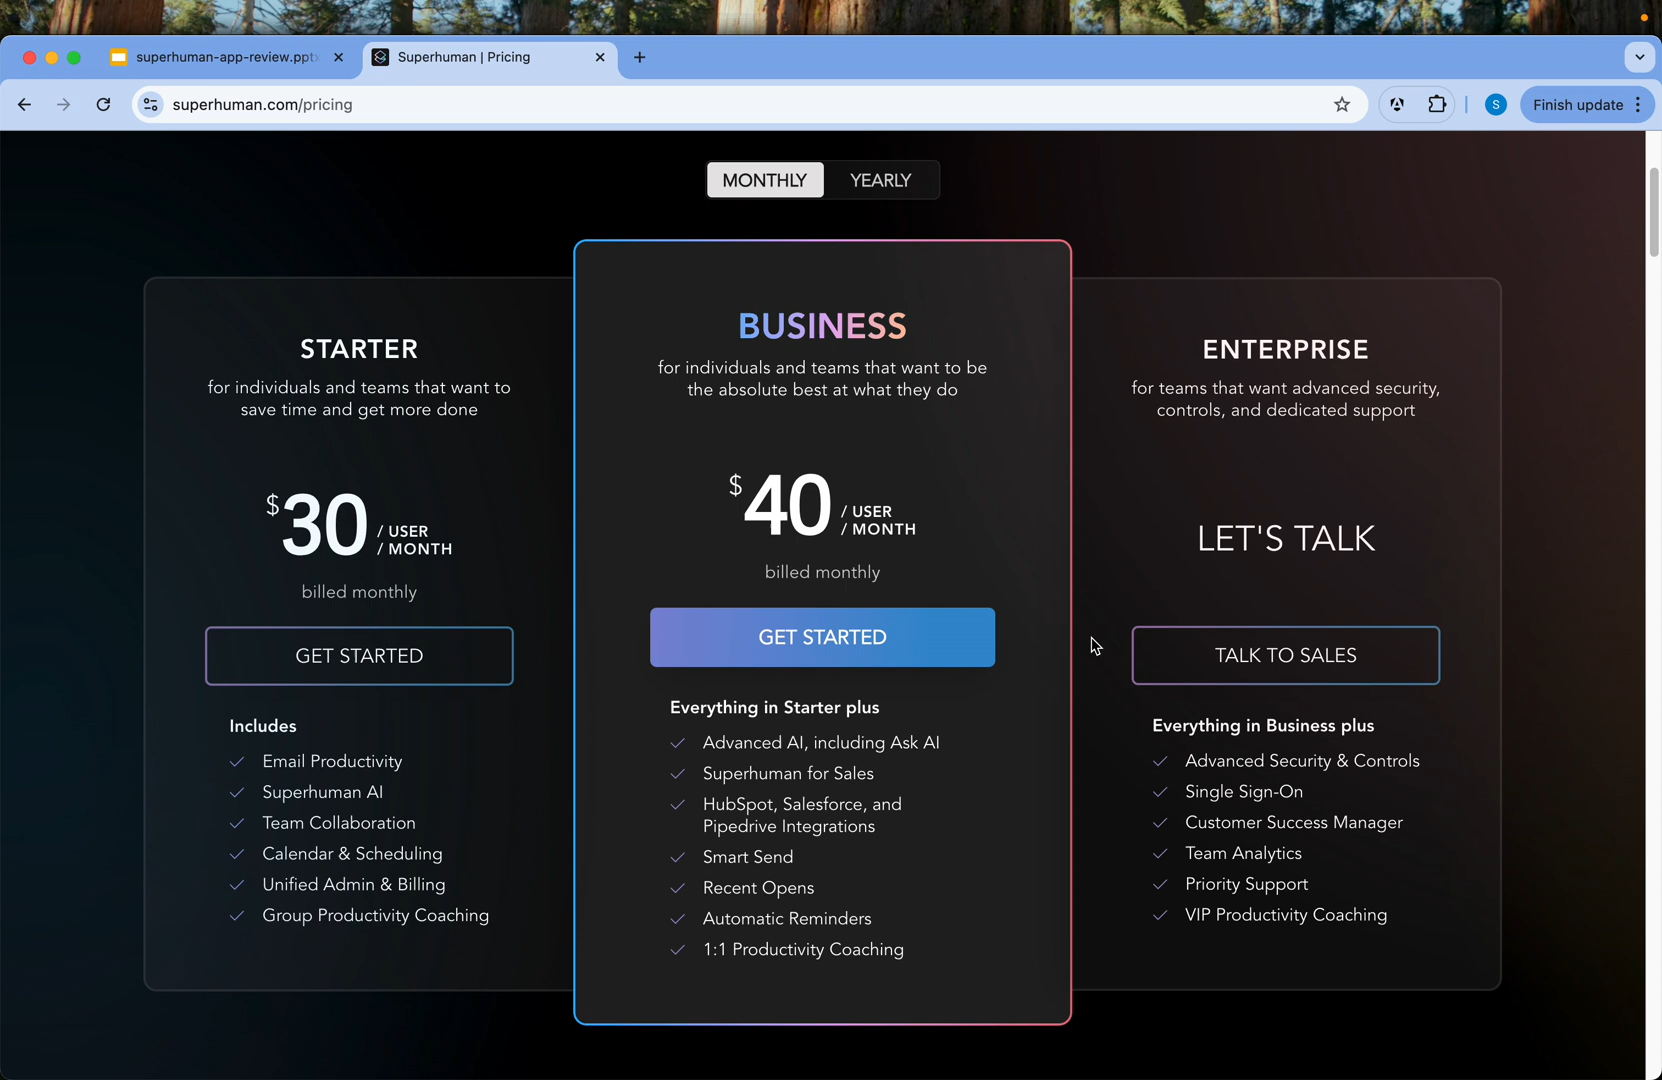 superhuman-app-review.pptx
Superhuman | Pricing
superhuman.com/pricing
S
Finish update
MONTHLY
YEARLY
STARTER
for individuals and teams that want to
save time and get more done
$30 / USER
/ MONTH
billed monthly
GET STARTED
Includes
Email Productivity
Superhuman AI
Team Collaboration
Calendar & Scheduling
Unified Admin & Billing
Group Productivity Coaching
BUSINESS
for individuals and teams that want to be
the absolute best at what they do
$40 / USER
/ MONTH
billed monthly
GET STARTED
Everything in Starter plus
Advanced AI, including Ask AI
Superhuman for Sales
HubSpot, Salesforce, and
Pipedrive Integrations
Smart Send
Recent Opens
Automatic Reminders
1:1 Productivity Coaching
ENTERPRISE
for teams that want advanced security,
controls, and dedicated support
LET'S TALK
TALK TO SALES
Everything in Business plus
Advanced Security & Controls
Single Sign-On
Customer Success Manager
Team Analytics
Priority Support
VIP Productivity Coaching